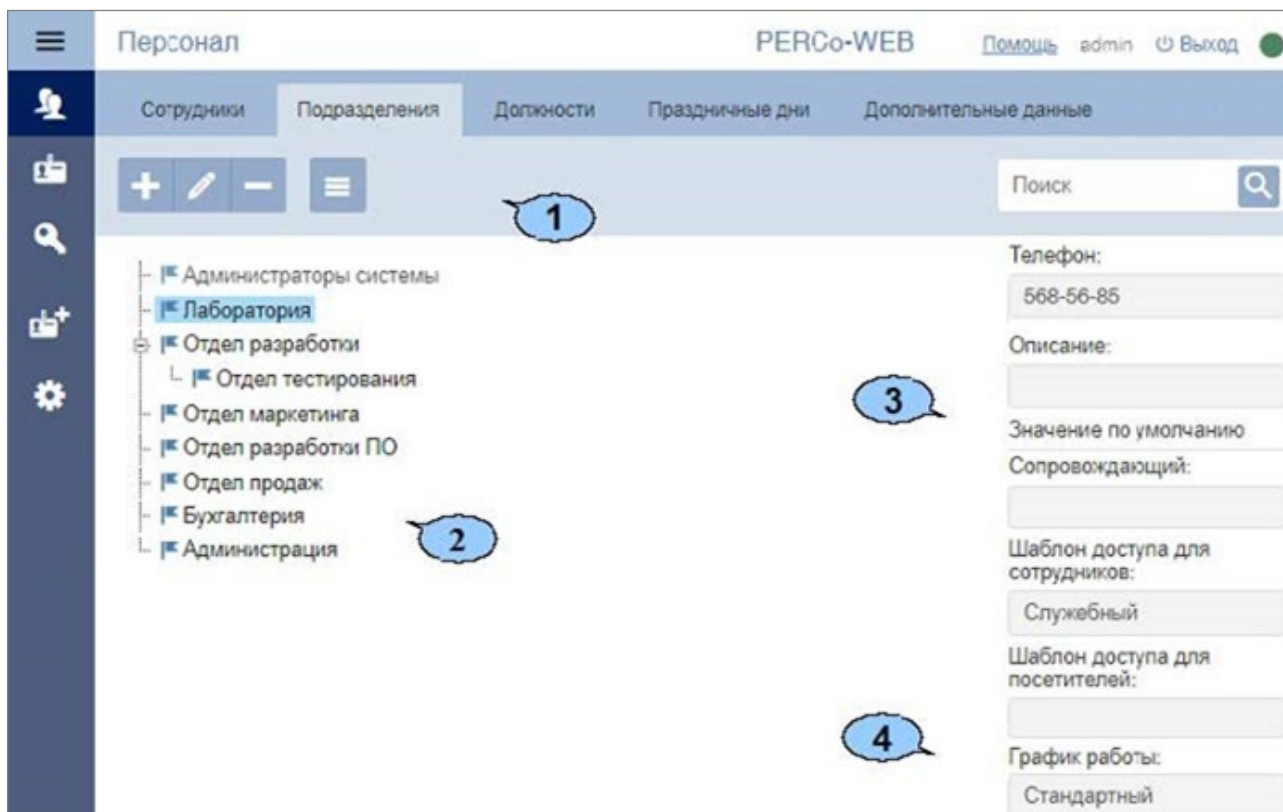 Персонал PERCo-WEB Помощь admin Выход
Сотрудники Подразделения Должности Праздничные дни Дополнительные данные
1
Поиск
Администраторы системы
Лаборатория
Отдел разработки
Отдел тестирования
Отдел маркетинга
Отдел разработки ПО
Отдел продаж
Бухгалтерия
Администрация
2
3
4
Телефон:
568-56-85
Описание:
Значение по умолчанию
Сопровождающий:
Шаблон доступа для
сотрудников:
Служебный
Шаблон доступа для
посетителей:
График работы:
Стандартный